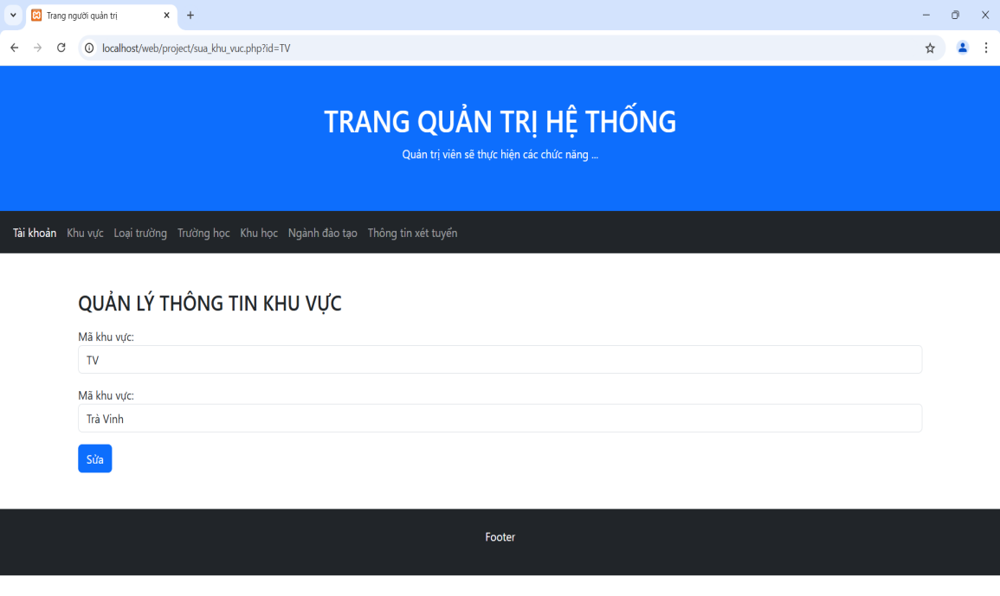 Trang người quản trị
localhost/web/project/sua_khu_vuc.php?id=TV
TRANG QUẢN TRỊ HỆ THỐNG
Quản trị viên sẽ thực hiện các chức năng ...
Tài khoản Khu vực Loại trường Trường học Khu học Ngành đào tạo Thông tin xét tuyển
QUẢN LÝ THÔNG TIN KHU VỰC
Mã khu vực:
TV
Mã khu vực:
Trà Vinh
Sửa
Footer